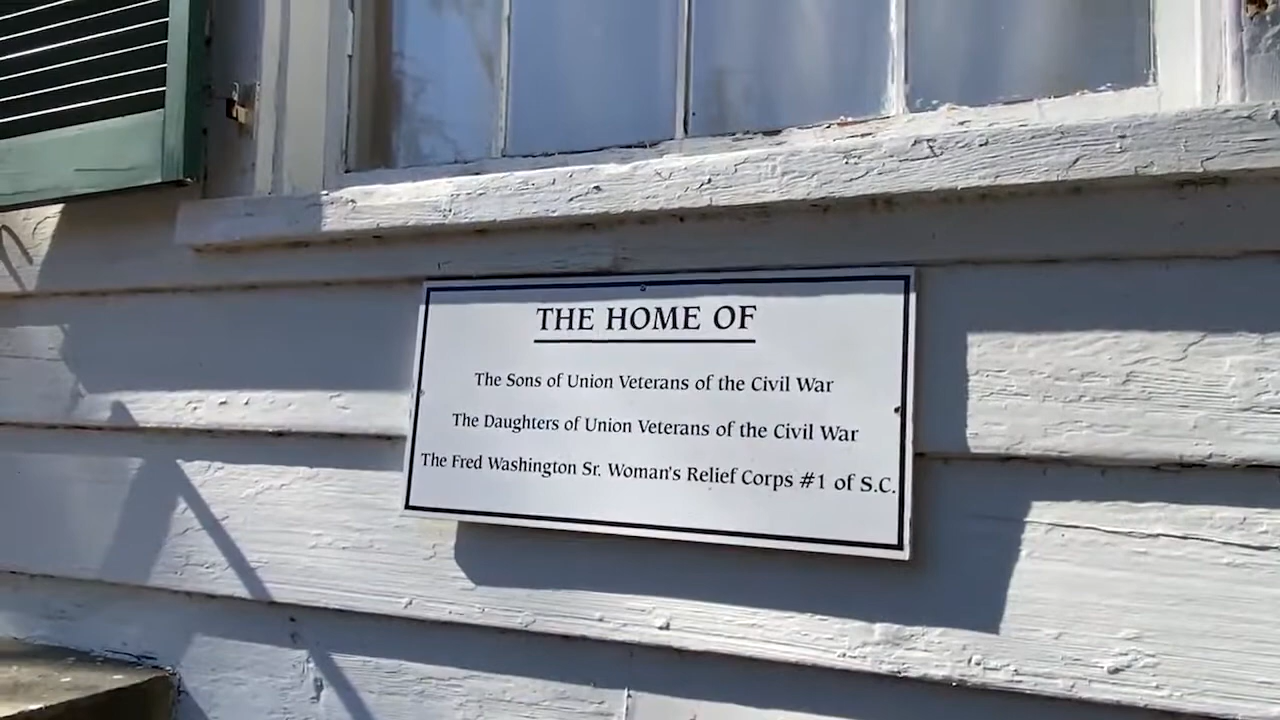 THE HOME OF
The Sons of Union Veterans of the Civil War
The Daughters of Union Veterans of the Civil War
The Fred Washington Sr. Woman's Relief Corps #1 of S.C.